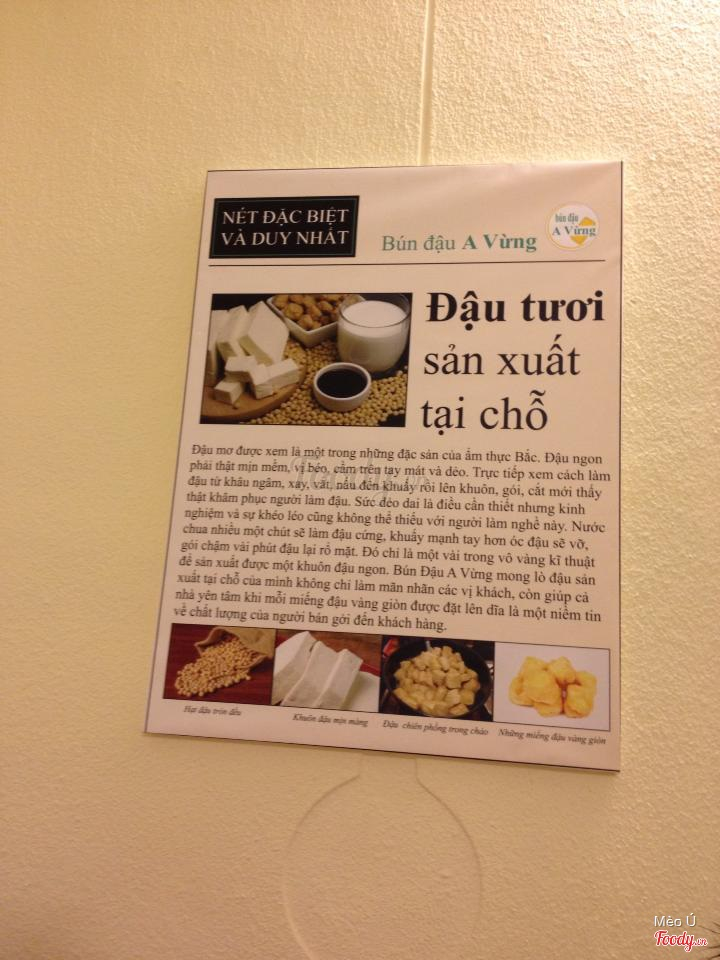 NÉT ĐẶC BIỆT
VÀ DUY NHẤT
Bún đậu A Vừng
bún đậu
A Vừng
Đậu tươi
sản xuất
tại chỗ
Đậu mơ được xem là một trong những đặc sản của ẩm thực Bắc. Đậu ngon
phải thật mịn mềm, vị béo, cầm trên tay mát và dẻo. Trực tiếp xem cách làm
đậu từ khâu ngâm, xay, vắt, nấu đến khuấy rồi lên khuôn, gói, cắt mới thấy
thật khâm phục người làm đậu. Sức dẻo dai là điều cần thiết nhưng kinh
nghiệm và sự khéo léo cũng không thể thiếu với người làm nghề này. Nước
chua nhiều một chút sẽ làm đậu cứng, khuấy mạnh tay hơn óc đậu sẽ vỡ,
gói chậm vài phút đậu lại rổ mặt. Đó chỉ là một vài trong vô vàng kĩ thuật
để sản xuất được một khuôn đậu ngon. Bún Đậu A Vừng mong lò đậu sản
xuất tại chỗ của mình không chỉ làm mãn nhãn các vị khách, còn giúp cả
nhà yên tâm khi mỗi miếng đậu vàng giòn được đặt lên dĩa là một niềm tin
về chất lượng của người bán gởi đến khách hàng.
Hạt đậu tròn đều
Khuôn đậu mịn màng
Đậu chiên phồng trong chảo
Những miếng đậu vàng giòn
Mèo Ú
Foody.vn